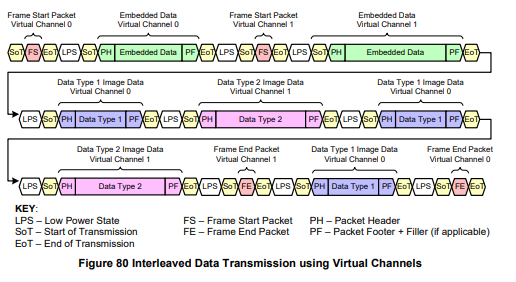 Frame Start Packet Embedded Data Frame Start Packet Embedded Data
Virtual Channel 0 Virtual Channel 0 Virtual Channel 1 Virtual Channel 1
SoT FS EoT LPS SoT PH Embedded Data PF EoT LPS SoT FS EoT LPS SoT PH Embedded Data PF EoT
Data Type 1 Image Data Data Type 2 Image Data Data Type 1 Image Data
Virtual Channel 0 Virtual Channel 1 Virtual Channel 0
LPS SoT PH Data Type 1 PF EoT LPS SoT PH Data Type 2 PF EoT LPS SoT PH Data Type 1 PF EoT
Data Type 2 Image Data Frame End Packet Data Type 1 Image Data Frame End Packet
Virtual Channel 1 Virtual Channel 1 Virtual Channel 0 Virtual Channel 0
LPS SoT PH Data Type 2 PF EoT LPS SoT FE EoT LPS SoT PH Data Type 1 PF EoT LPS SoT FE EoT
KEY:
LPS – Low Power State FS – Frame Start Packet PH – Packet Header
SoT – Start of Transmission FE – Frame End Packet PF – Packet Footer + Filler (if applicable)
EoT – End of Transmission
Figure 80 Interleaved Data Transmission using Virtual Channels